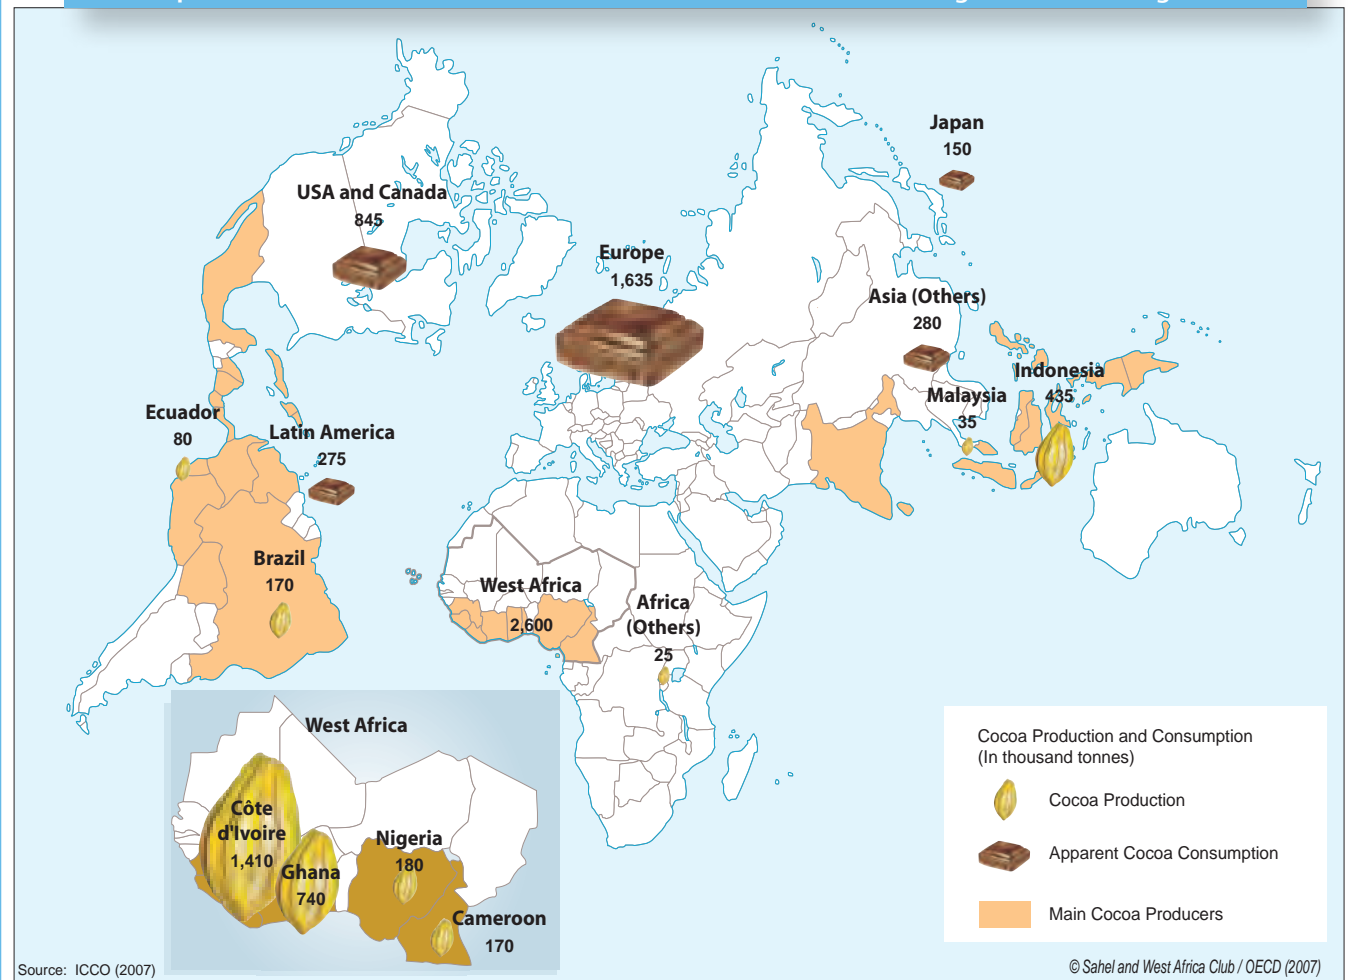 Japan
150
USA and Canada
845
Europe
1,635
Asia (Others)
280
Indonesia
435
Malaysia
35
Ecuador
80
Latin America
275
Brazil
170
West Africa
2,600
Africa
(Others)
25
West Africa
Côte
d'Ivoire
1,410
Ghana
740
Nigeria
180
Cameroon
170
Cocoa Production and Consumption
(In thousand tonnes)
Cocoa Production
Apparent Cocoa Consumption
Main Cocoa Producers
Source: ICCO (2007)
© Sahel and West Africa Club / OECD (2007)